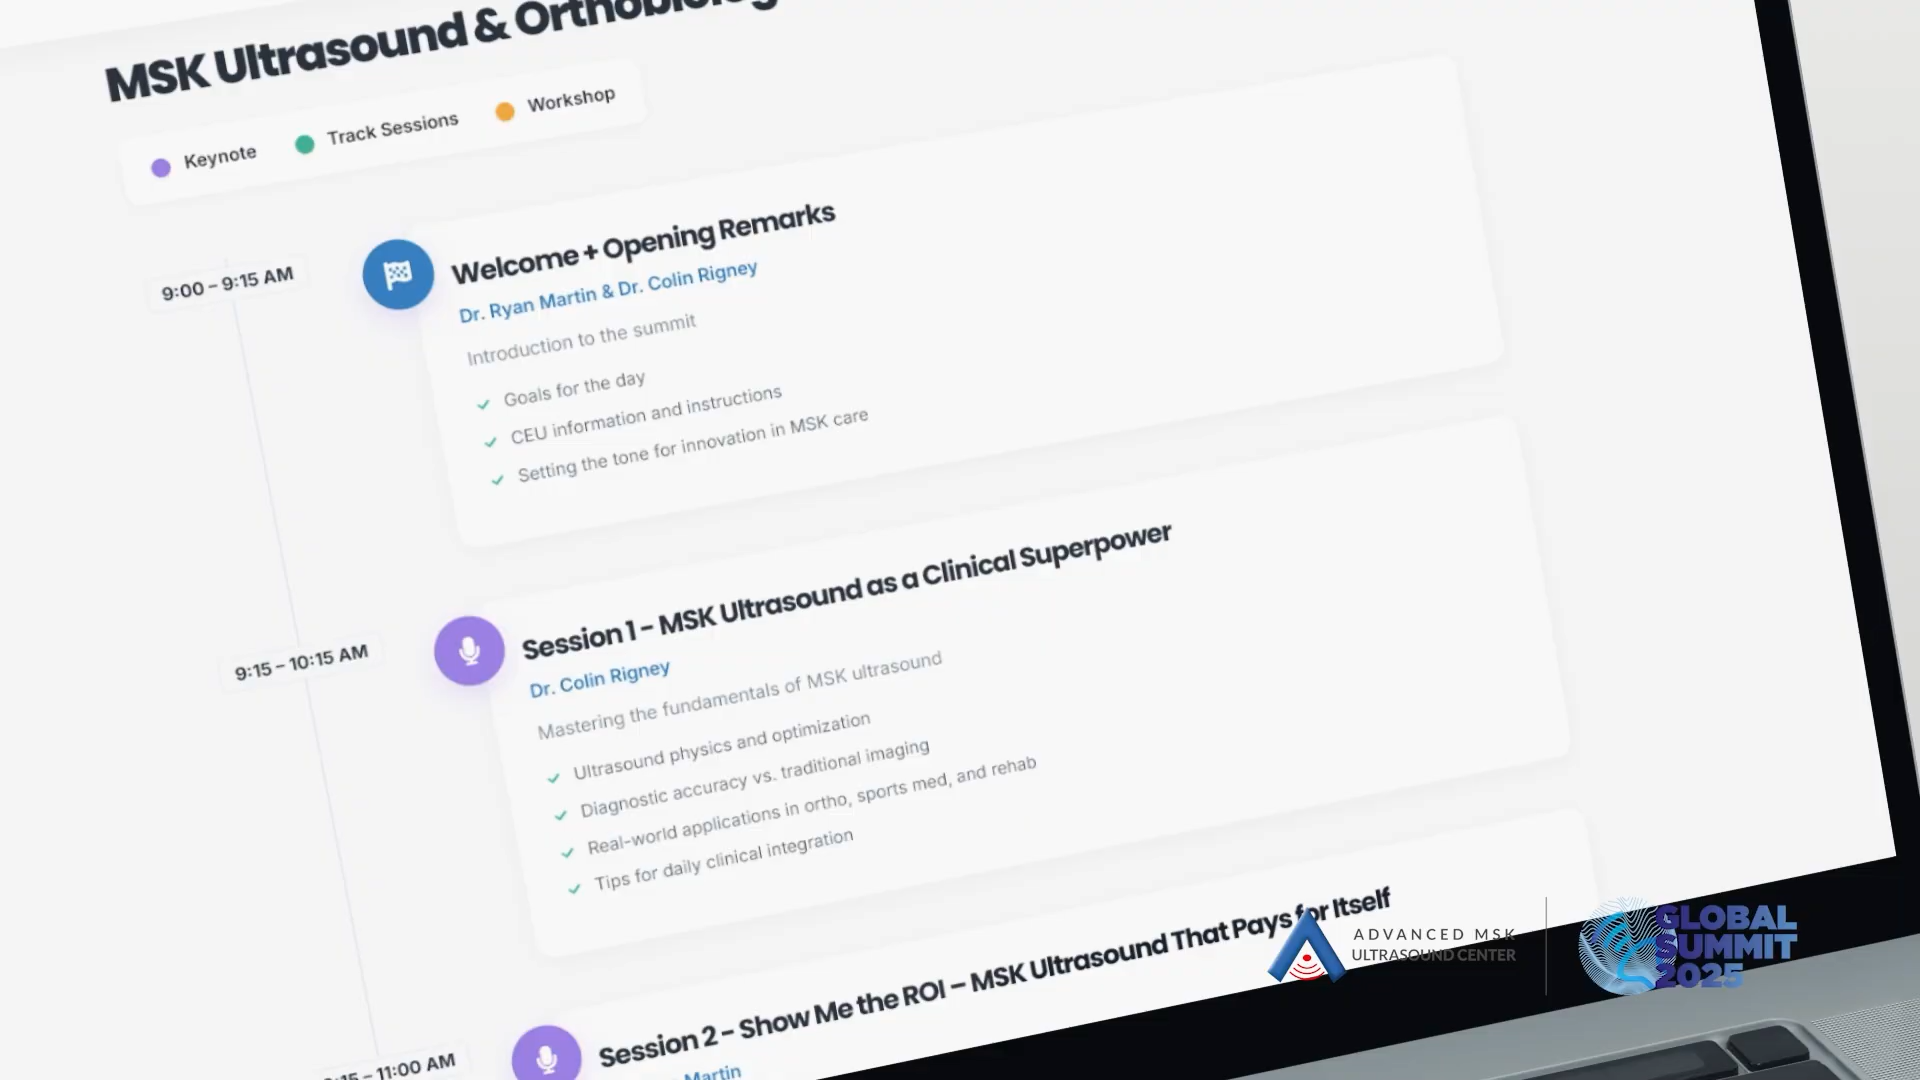 MSK Ultrasound &
Keynote
Track Sessions
Workshop
9:00 – 9:15 AM
Welcome + Opening Remarks
Dr. Ryan Martin & Dr. Colin Rigney
Introduction to the summit
Goals for the day
CEU information and instructions
Setting the tone for innovation in MSK care
9:15 – 10:15 AM
Session 1 – MSK Ultrasound as a Clinical Superpower
Dr. Colin Rigney
Mastering the fundamentals of MSK ultrasound
Ultrasound physics and optimization
Diagnostic accuracy vs. traditional imaging
Real-world applications in ortho, sports med, and rehab
Tips for daily clinical integration
– 11:00 AM
Session 2 – Show Me the ROI – MSK Ultrasound That Pays for Itself
Martin
ADVANCED MSK
ULTRASOUND CENTER
GLOBAL
SUMMIT
2025